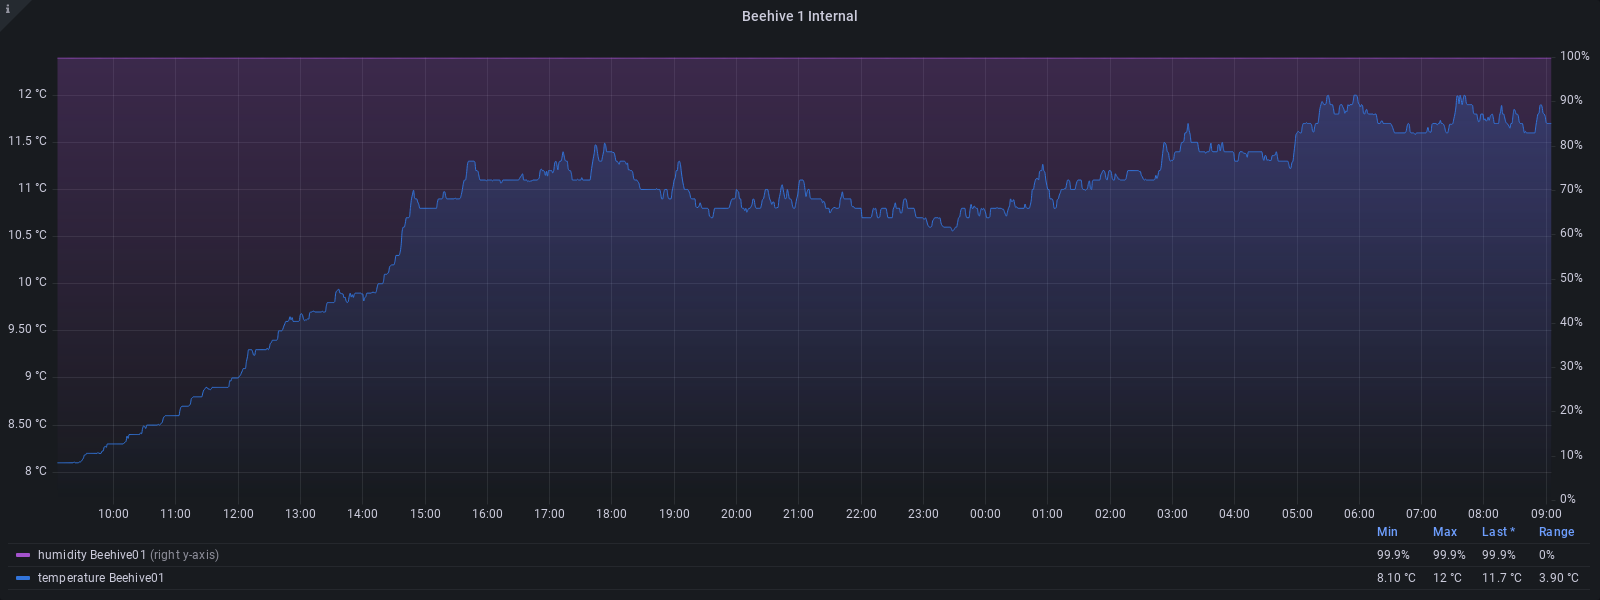 i
Beehive 1 Internal
100%
12 °C
90%
11.5 °C
80%
11 °C
70%
10.5 °C
60%
10 °C
50%
9.50 °C
40%
9 °C
30%
8.50 °C
20%
8 °C
10%
0%
10:00 11:00 12:00 13:00 14:00 15:00 16:00 17:00 18:00 19:00 20:00 21:00 22:00 23:00 00:00 01:00 02:00 03:00 04:00 05:00 06:00 07:00 08:00 09:00
Min Max Last * Range
humidity Beehive01 (right y-axis) 99.9% 99.9% 99.9% 0%
temperature Beehive01 8.10 °C 12 °C 11.7 °C 3.90 °C